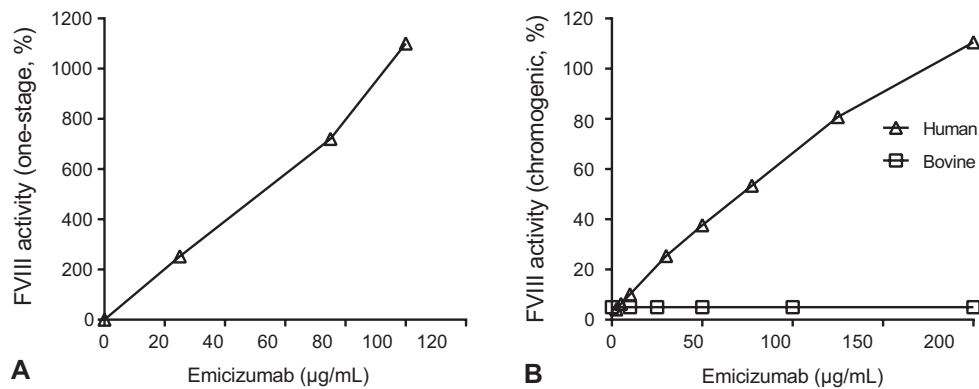 1200
1000
800
600
400
200
0
FVIII activity (one-stage, %)
0 20 40 60 80 100 120
Emicizumab (µg/mL)
A
120
100
80
60
40
20
0
FVIII activity (chromogenic, %)
Human
Bovine
0 50 100 150 200
Emicizumab (µg/mL)
B